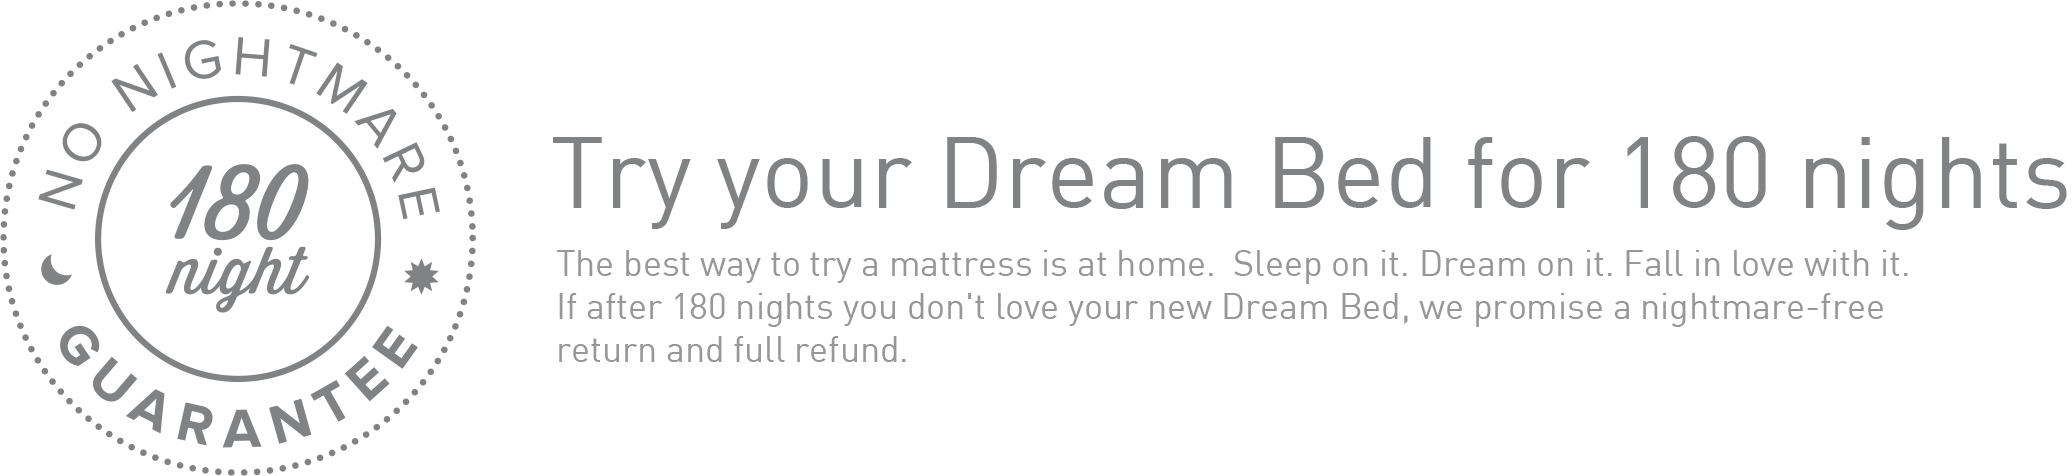 NO NIGHTMARE
180
night
GUARANTEE
Try your Dream Bed for 180 nights
The best way to try a mattress is at home.  Sleep on it. Dream on it. Fall in love with it.
If after 180 nights you don't love your new Dream Bed, we promise a nightmare-free
return and full refund.